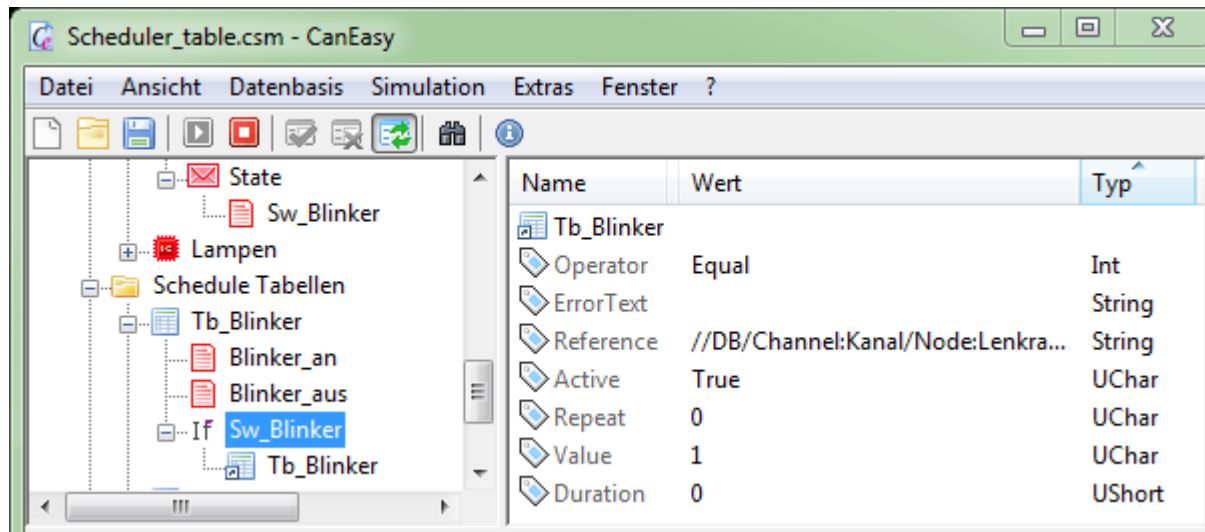 Scheduler_table.csm - CanEasy
Datei Ansicht Datenbasis Simulation Extras Fenster ?
State
Sw_Blinker
Lampen
Schedule Tabellen
Tb_Blinker
Blinker_an
Blinker_aus
If Sw_Blinker
Tb_Blinker
Name Wert Typ
Tb_Blinker
Operator Equal Int
ErrorText String
Reference //DB/Channel:Kanal/Node:Lenkra... String
Active True UChar
Repeat 0 UChar
Value 1 UChar
Duration 0 UShort